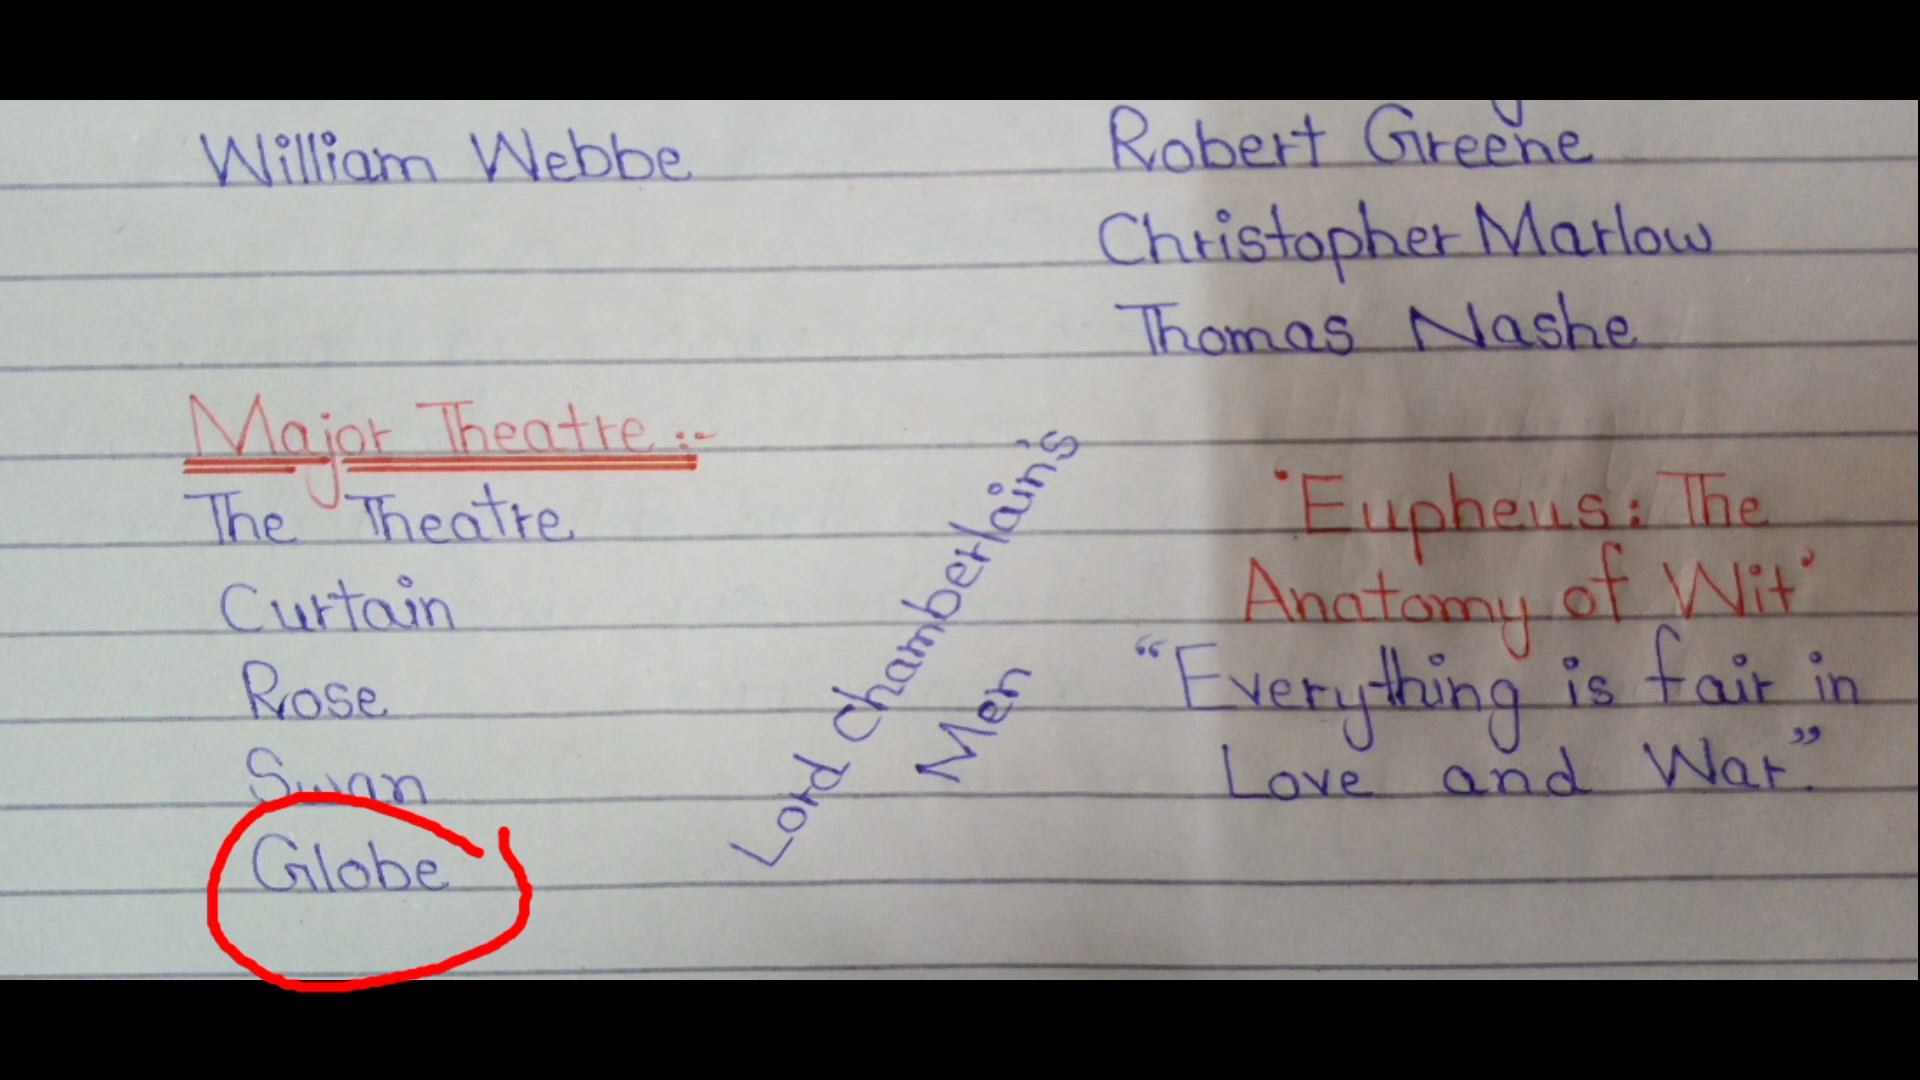 William Webbe
Robert Greene
Christopher Marlow
Thomas Nashe
Major Theatre :-
The Theatre
Curtain
Rose
Swan
Globe
Lord chamberlain's
Men
'Eupheus: The
Anatomy of Wit'
"Everything is fair in
Love and War."